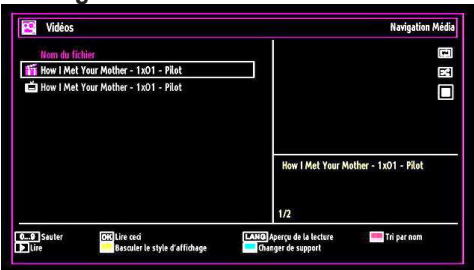 Vidéos Navigation Média
Nom du fichier
How I Met Your Mother - 1x01 - Pilot
How I Met Your Mother - 1x01 - Pilot
How I Met Your Mother - 1x01 - Pilot
1/2
0...9 Sauter OK Lire ceci LANG Aperçu de la lecture Tri par nom
Lire Basculer le style d'affichage Changer de support